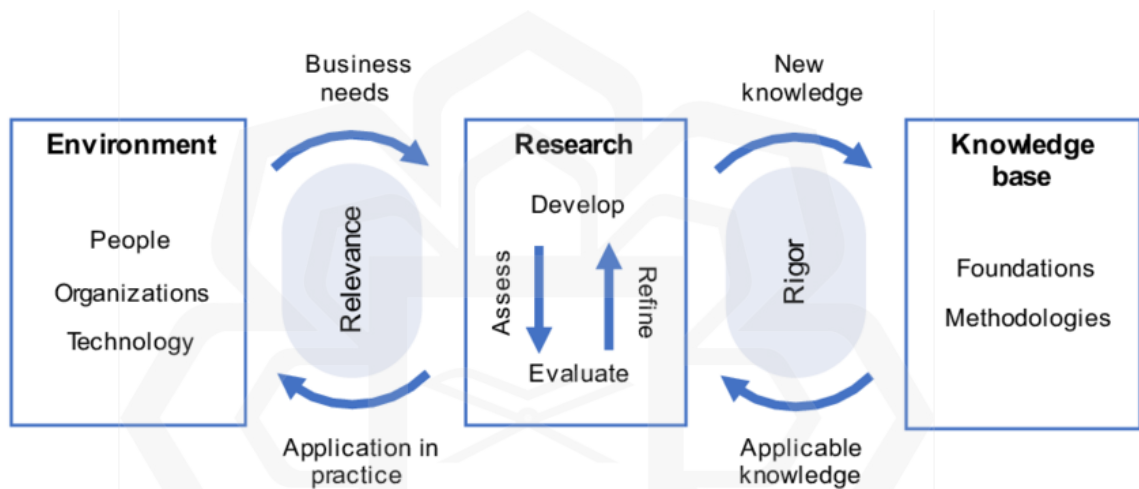 Business
needs
New
knowledge
Environment
People
Organizations
Technology
Relevance
Research
Develop
Assess
Refine
Evaluate
Rigor
Knowledge
base
Foundations
Methodologies
Application in
practice
Applicable
knowledge